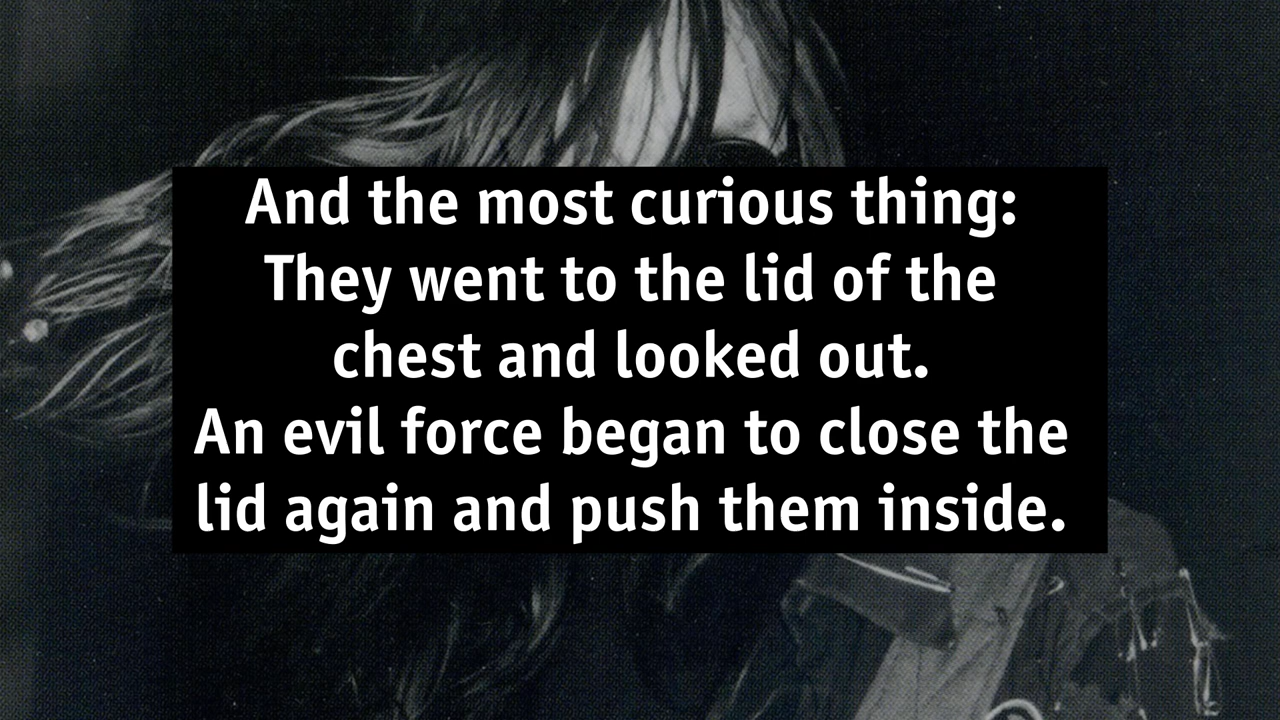 And the most curious thing:
They went to the lid of the
chest and looked out.
An evil force began to close the
lid again and push them inside.